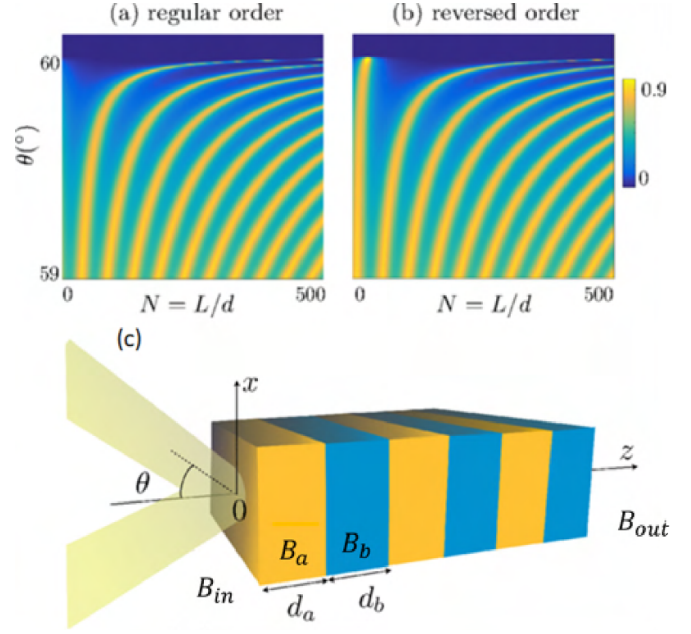 (a) regular order
(b) reversed order
60
θ(°)
59
0
N = L/d
500
0
N = L/d
500
0.9
0
(c)
x
z
θ
0
B_a
B_b
B_in
B_out
d_a
d_b